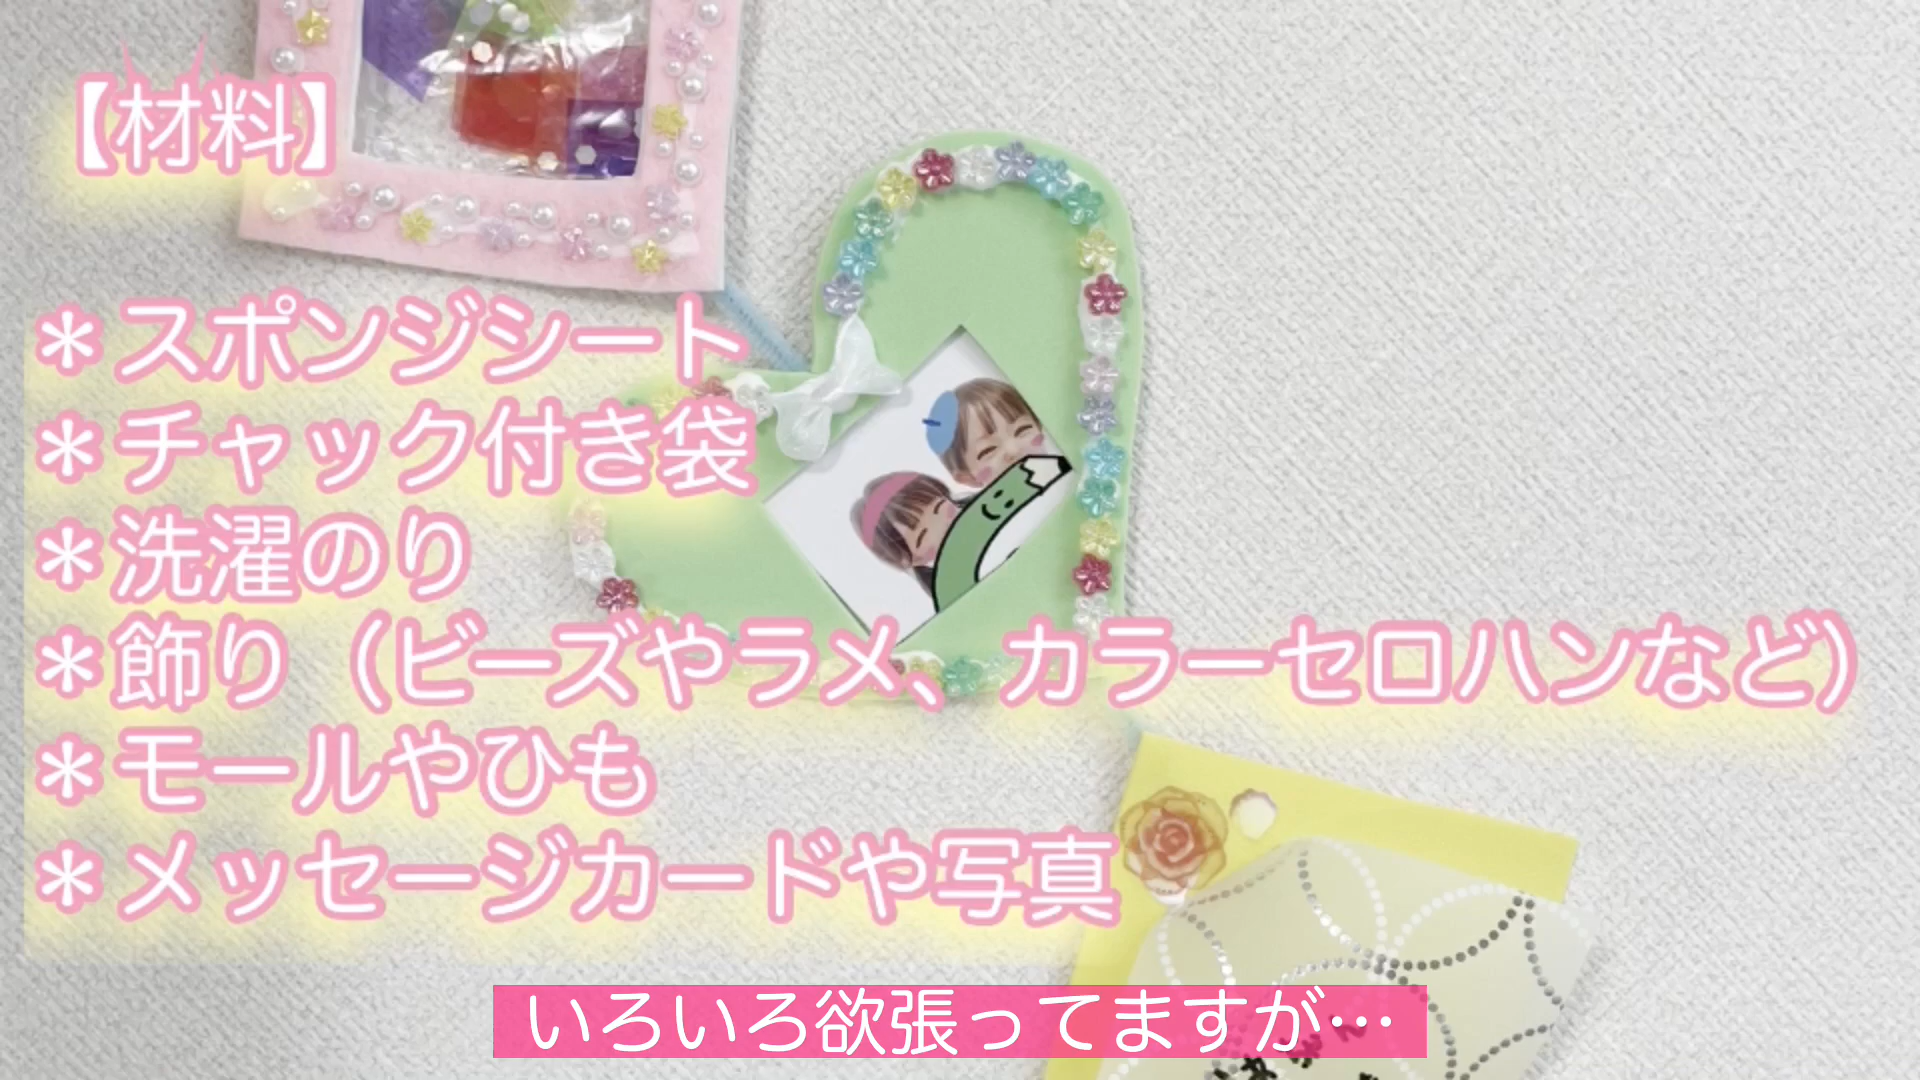 【材料】
＊スポンジシート
＊チャック付き袋
＊洗濯のり
＊飾り（ビーズやラメ、カラーセロハンなど）
＊モールやひも
＊メッセージカードや写真
いろいろ欲張ってますが…